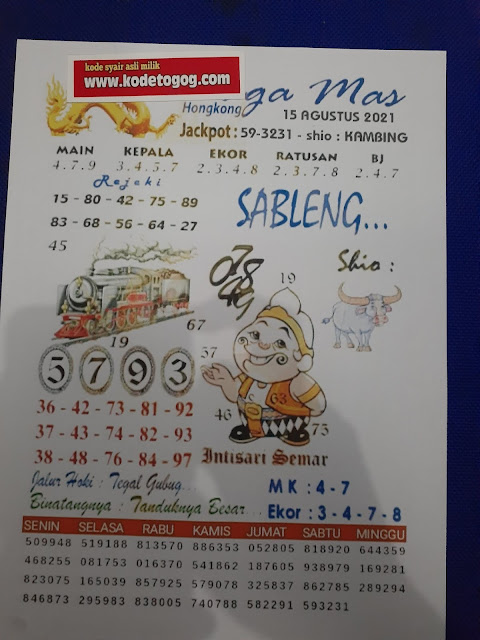 kode syair asli milik
www.kodetogog.com
ga Mas
Hongkong
15 AGUSTUS 2021
Jackpot : 59-3231 - shio : KAMBING
MAIN KEPALA EKOR RATUSAN BJ
4.7.9 3.4.5.7 2.3.4.8 2.3.7.8 2.4.7
Rejeki
15 - 80 - 42 - 75 - 89
83 - 68 - 56 - 64 - 27
SABLENG...
45
Shio :
19
67
19
57
5 7 9 3
63
46
75
36 - 42 - 73 - 81 - 92
37 - 43 - 74 - 82 - 93
38 - 48 - 76 - 84 - 97
Intisari Semar
Jalur Hoki : Tegal Gubug...
Binatangnya : Tanduknya Besar...
MK : 4 - 7
Ekor : 3 - 4 - 7 - 8
SENIN SELASA RABU KAMIS JUMAT SABTU MINGGU
509948 519188 813570 886353 052805 818920 644359
468255 081753 016370 541862 187605 938979 169281
823075 165039 857925 579078 325837 862785 289294
846873 295983 838005 740788 582291 593231